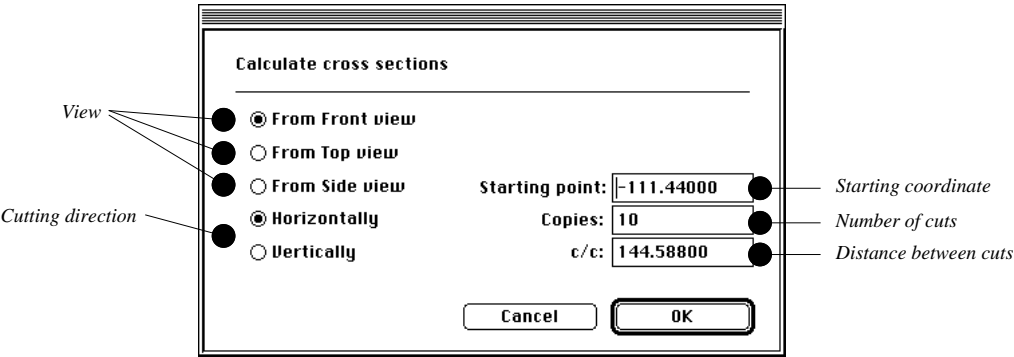 Calculate cross sections
View
From Front view
From Top view
From Side view
Starting point: -111.44000
Starting coordinate
Cutting direction
Horizontally
Copies: 10
Number of cuts
Vertically
c/c: 144.58800
Distance between cuts
Cancel
OK